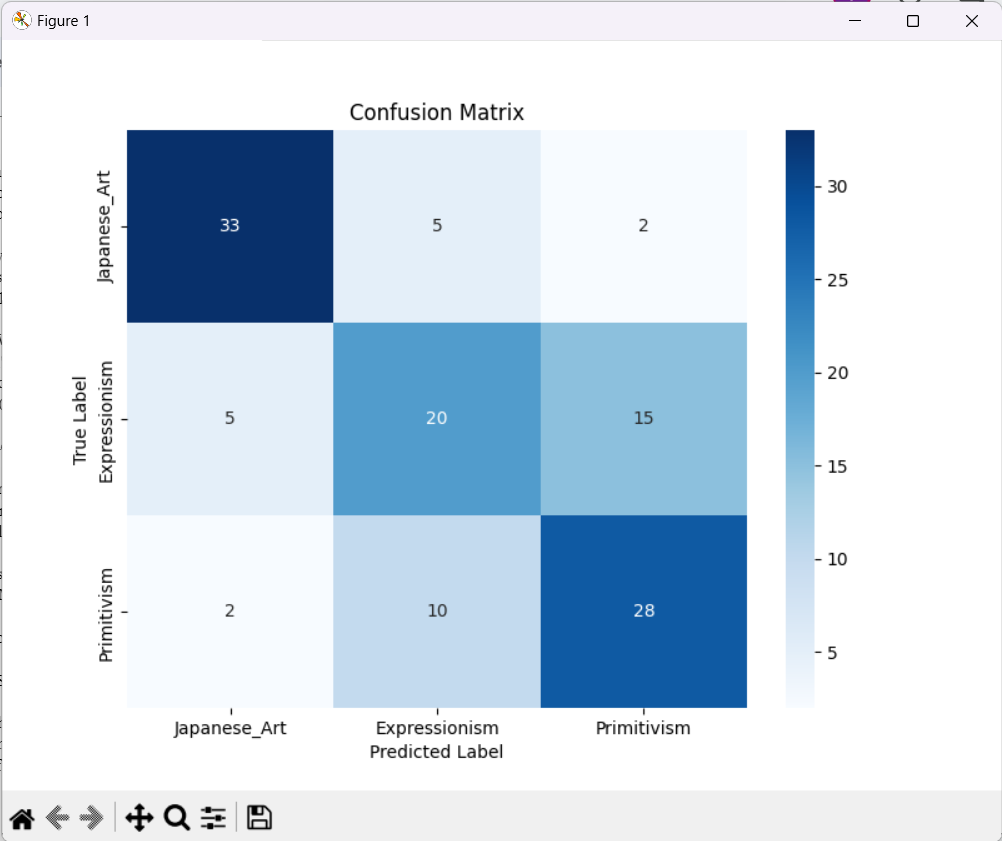 Figure 1
Confusion Matrix
Japanese_Art
33
5
2
30
25
True Label
Expressionism
5
20
15
20
15
Primitivism
2
10
28
10
5
Japanese_Art
Expressionism
Primitivism
Predicted Label